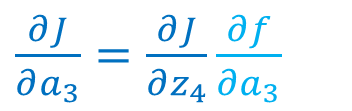 ∂J/∂a₃ = ∂J/∂z₄ ∂f/∂a₃